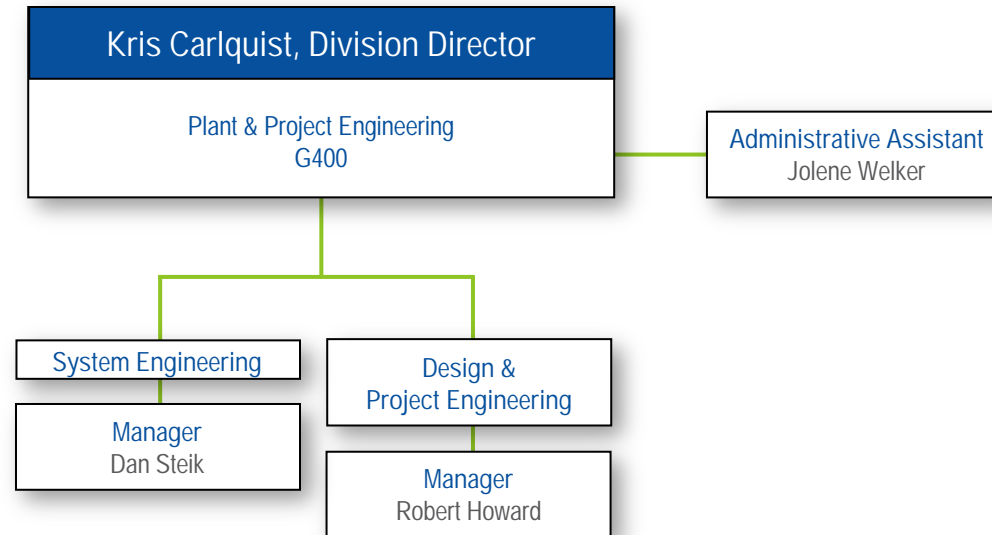 Kris Carlquist, Division Director
Plant & Project Engineering
G400
Administrative Assistant
Jolene Welker
System Engineering
Manager
Dan Steik
Design &
Project Engineering
Manager
Robert Howard